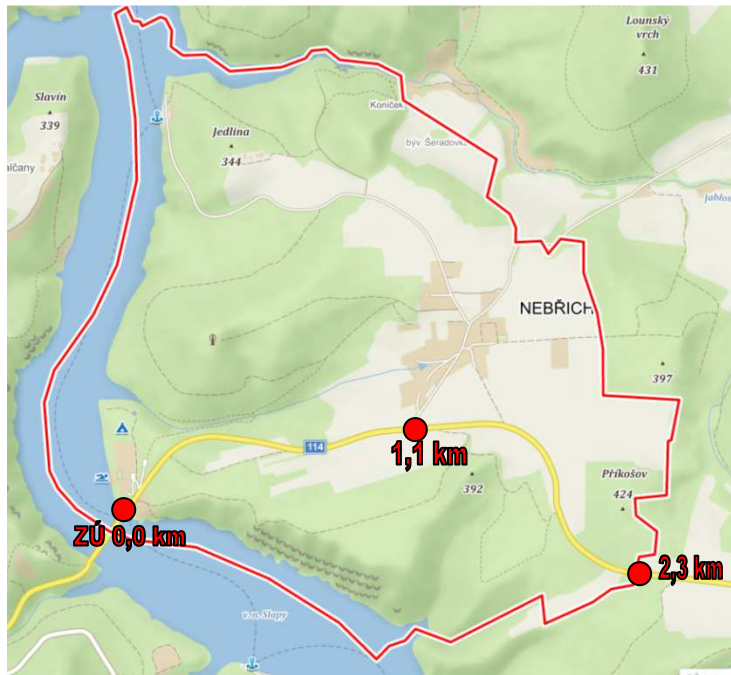 Lounský
vrch
431
Slavín
339
Koníček
Jedlina
344
býv. Šeradovka
lčany
NEBŘICH
397
114
1,1 km
392
Příkošov
424
ZÚ 0,0 km
2,3 km
v. n. Slapy